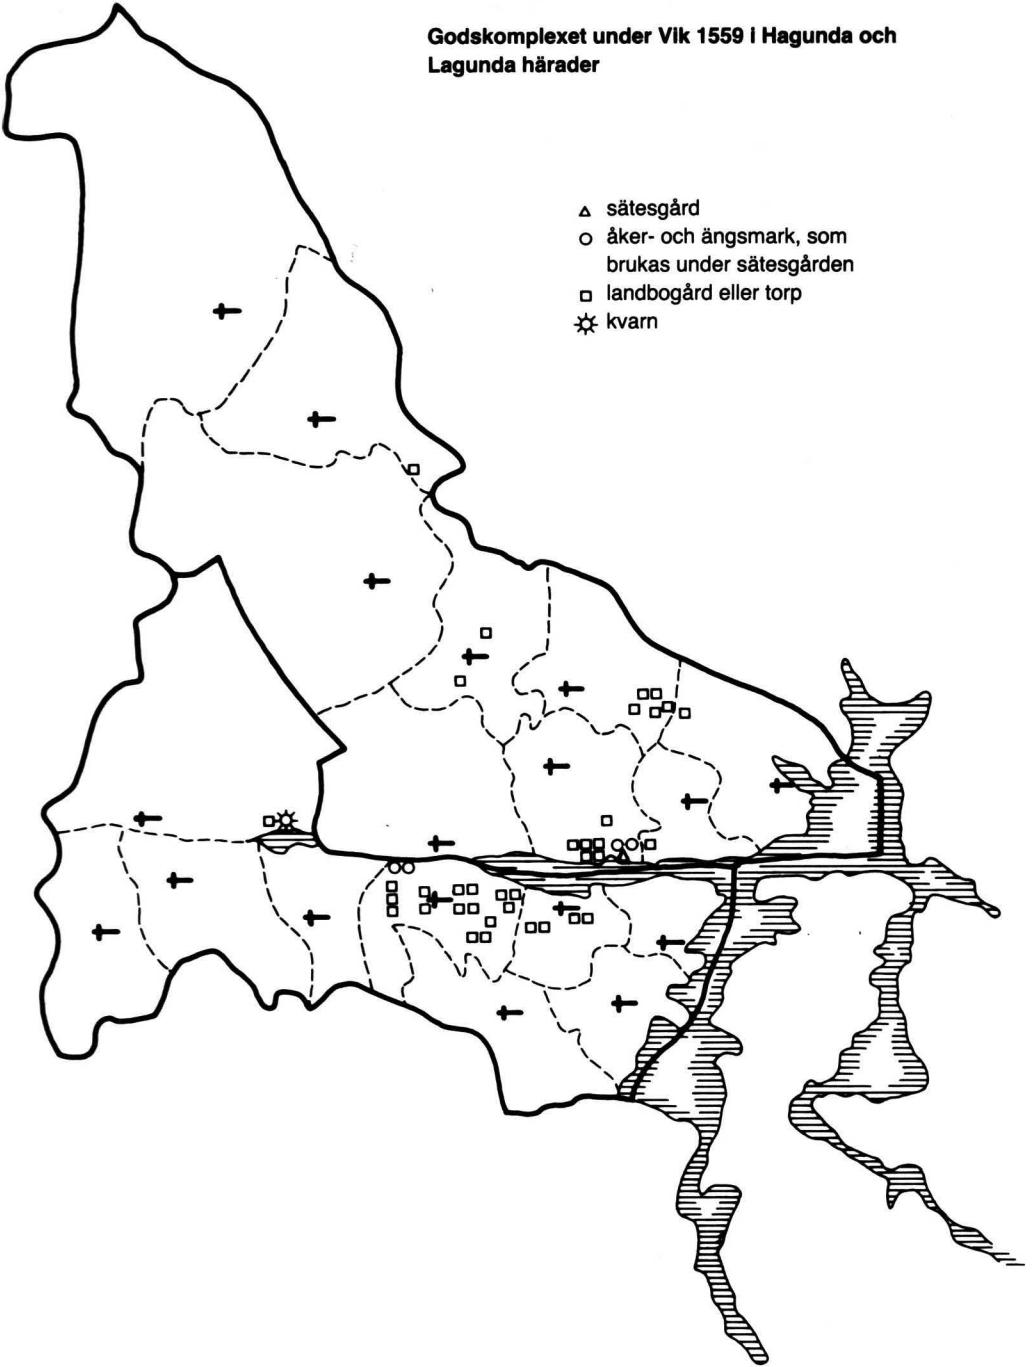 Godskomplexet under Vik 1559 i Hagunda och
Lagunda härader
sätesgård
åker- och ängsmark, som
brukas under sätesgården
landbogård eller torp
kvarn